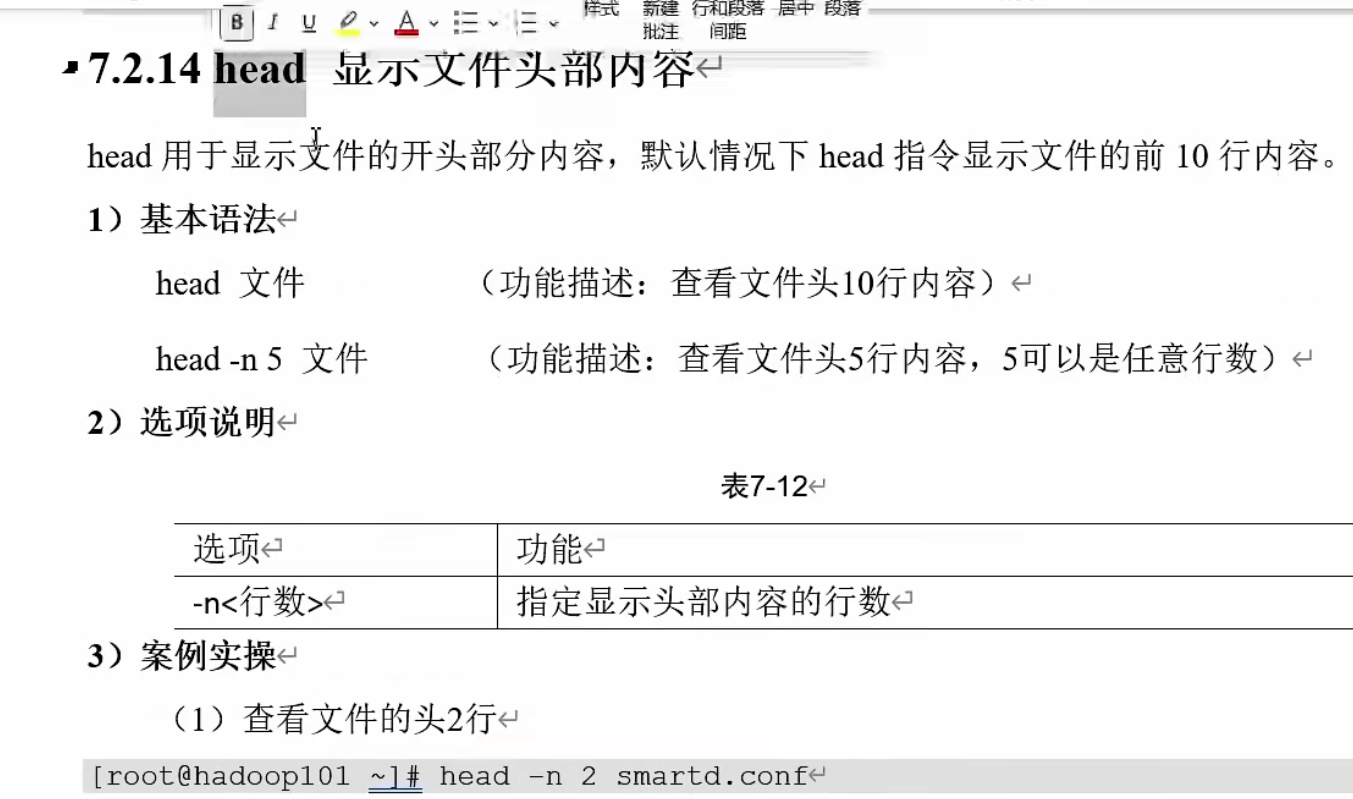 B I U A 样式 新建 行和段落 居中 段落
批注 间距
7.2.14 head 显示文件头部内容
head 用于显示文件的开头部分内容，默认情况下 head 指令显示文件的前 10 行内容。
1）基本语法
head 文件 （功能描述：查看文件头10行内容）
head -n 5 文件 （功能描述：查看文件头5行内容，5可以是任意行数）
2）选项说明
表7-12
选项 功能
-n<行数> 指定显示头部内容的行数
3）案例实操
（1）查看文件的头2行
[root@hadoop101 ~]# head –n 2 smartd.conf